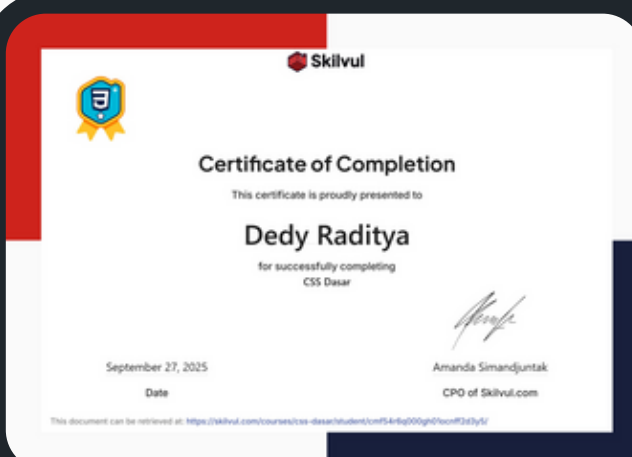 Skilvul
Certificate of Completion
This certificate is proudly presented to
Dedy Raditya
for successfully completing
CSS Dasar
September 27, 2025
Amanda Simandjuntak
Date
CPO of Skilvul.com
This document can be retrieved at: